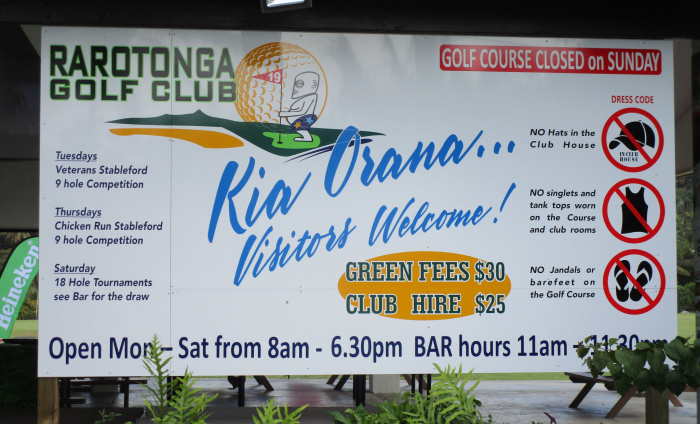 RAROTONGA
GOLF CLUB
19
GOLF COURSE CLOSED on SUNDAY
DRESS CODE
Kia Orana...
Visitors Welcome!
Tuesdays
Veterans Stableford
9 hole Competition
Thursdays
Chicken Run Stableford
9 hole Competition
Saturday
18 Hole Tournaments
see Bar for the draw
NO Hats in the
Club House
IN CLUB
HOUSE
NO singlets and
tank tops worn
on the Course
and club rooms
NO Jandals or
barefeet on
the Golf Course
GREEN FEES $30
CLUB HIRE $25
Open Mon - Sat from 8am - 6.30pm BAR hours 11am - 11.30pm
Heineken